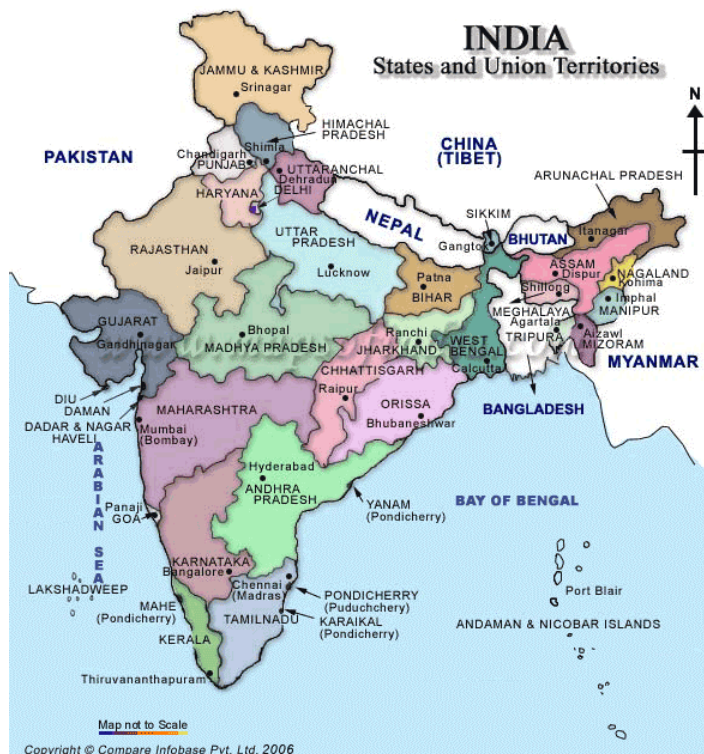 INDIA
States and Union Territories
N
JAMMU & KASHMIR
Srinagar
HIMACHAL
PRADESH
Shimla
CHINA
(TIBET)
PAKISTAN
Chandigarh
PUNJAB
UTTARANCHAL
Dehradun
ARUNACHAL PRADESH
HARYANA
DELHI
NEPAL
SIKKIM
Gangtok
BHUTAN
Itanagar
RAJASTHAN
Jaipur
UTTAR
PRADESH
Lucknow
ASSAM
Dispur
NAGALAND
Kohima
Patna
BIHAR
Shillong
MEGHALAYA
Imphal
MANIPUR
GUJARAT
Gandhinagar
Bhopal
MADHYA PRADESH
Ranchi
JHARKHAND
WEST
BENGAL
Calcutta
Agartala
TRIPURA
Aizawl
MIZORAM
MYANMAR
CHHATTISGARH
Raipur
DIU
DAMAN
DADAR & NAGAR
HAVELI
MAHARASHTRA
Mumbai
(Bombay)
ORISSA
Bhubaneshwar
BANGLADESH
ARABIAN SEA
Hyderabad
ANDHRA
PRADESH
YANAM
(Pondicherry)
BAY OF BENGAL
Panaji
GOA
KARNATAKA
Bangalore
LAKSHADWEEP
Chennai
(Madras)
PONDICHERRY
(Puduchchery)
Port Blair
MAHE
(Pondicherry)
TAMILNADU
KARAIKAL
(Pondicherry)
ANDAMAN & NICOBAR ISLANDS
KERALA
Thiruvananthapuram
Map not to Scale
Copyright © Compare Infobase Pvt. Ltd. 2006